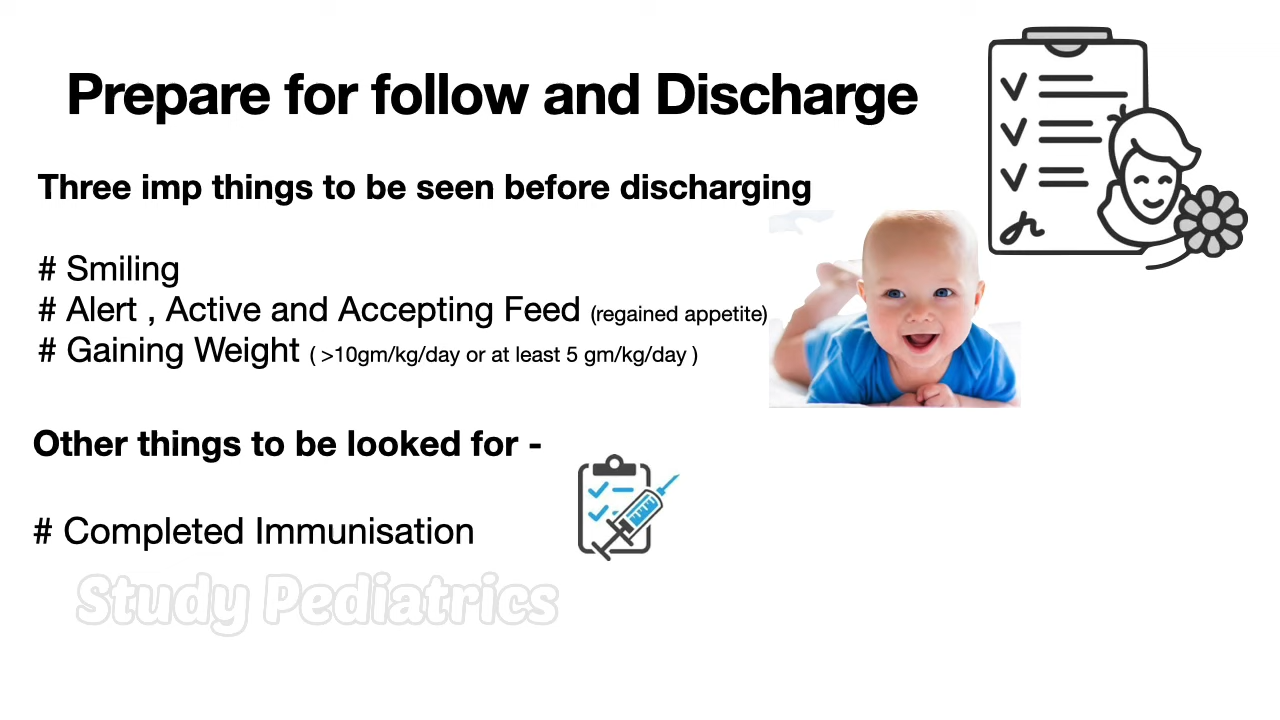 Prepare for follow and Discharge
Three imp things to be seen before discharging
# Smiling
# Alert , Active and Accepting Feed (regained appetite)
# Gaining Weight ( >10gm/kg/day or at least 5 gm/kg/day )
Other things to be looked for -
# Completed Immunisation
Study Pediatrics